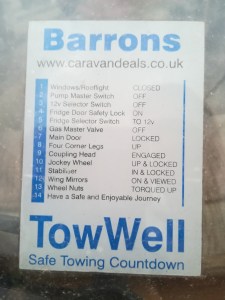 Barrons
www.caravandeals.co.uk
1 Windows/Rooflight CLOSED
2 Pump Master Switch OFF
3 12v Selector Switch OFF
4 Fridge Door Safety Lock ON
5 Fridge Selector Switch TO 12v
6 Gas Master Valve OFF
7 Main Door LOCKED
8 Four Corner Legs UP
9 Coupling Head ENGAGED
10 Jockey Wheel UP & LOCKED
11 Stabiliser IN & LOCKED
12 Wing Mirrors ON & VIEWED
13 Wheel Nuts TORQUED UP
14 Have a Safe and Enjoyable Journey
TowWell
Safe Towing Countdown